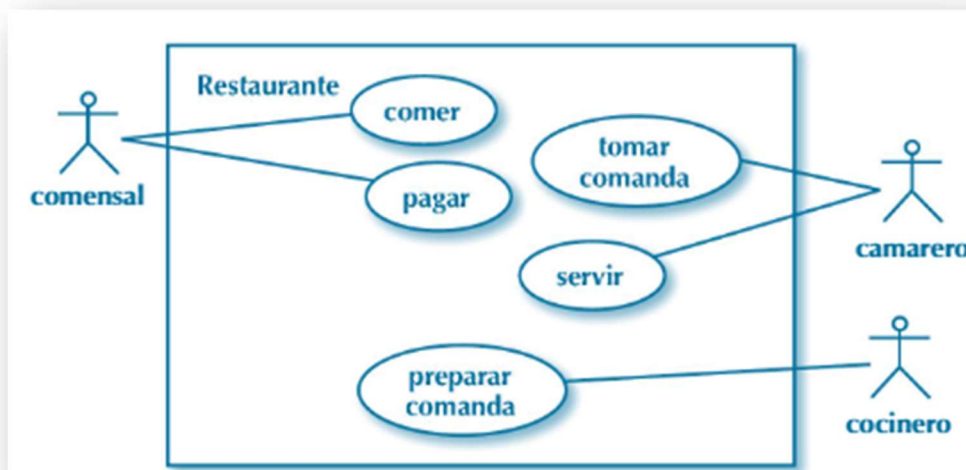 Restaurante
comer
pagar
tomar
comanda
servir
preparar
comanda
comensal
camarero
cocinero